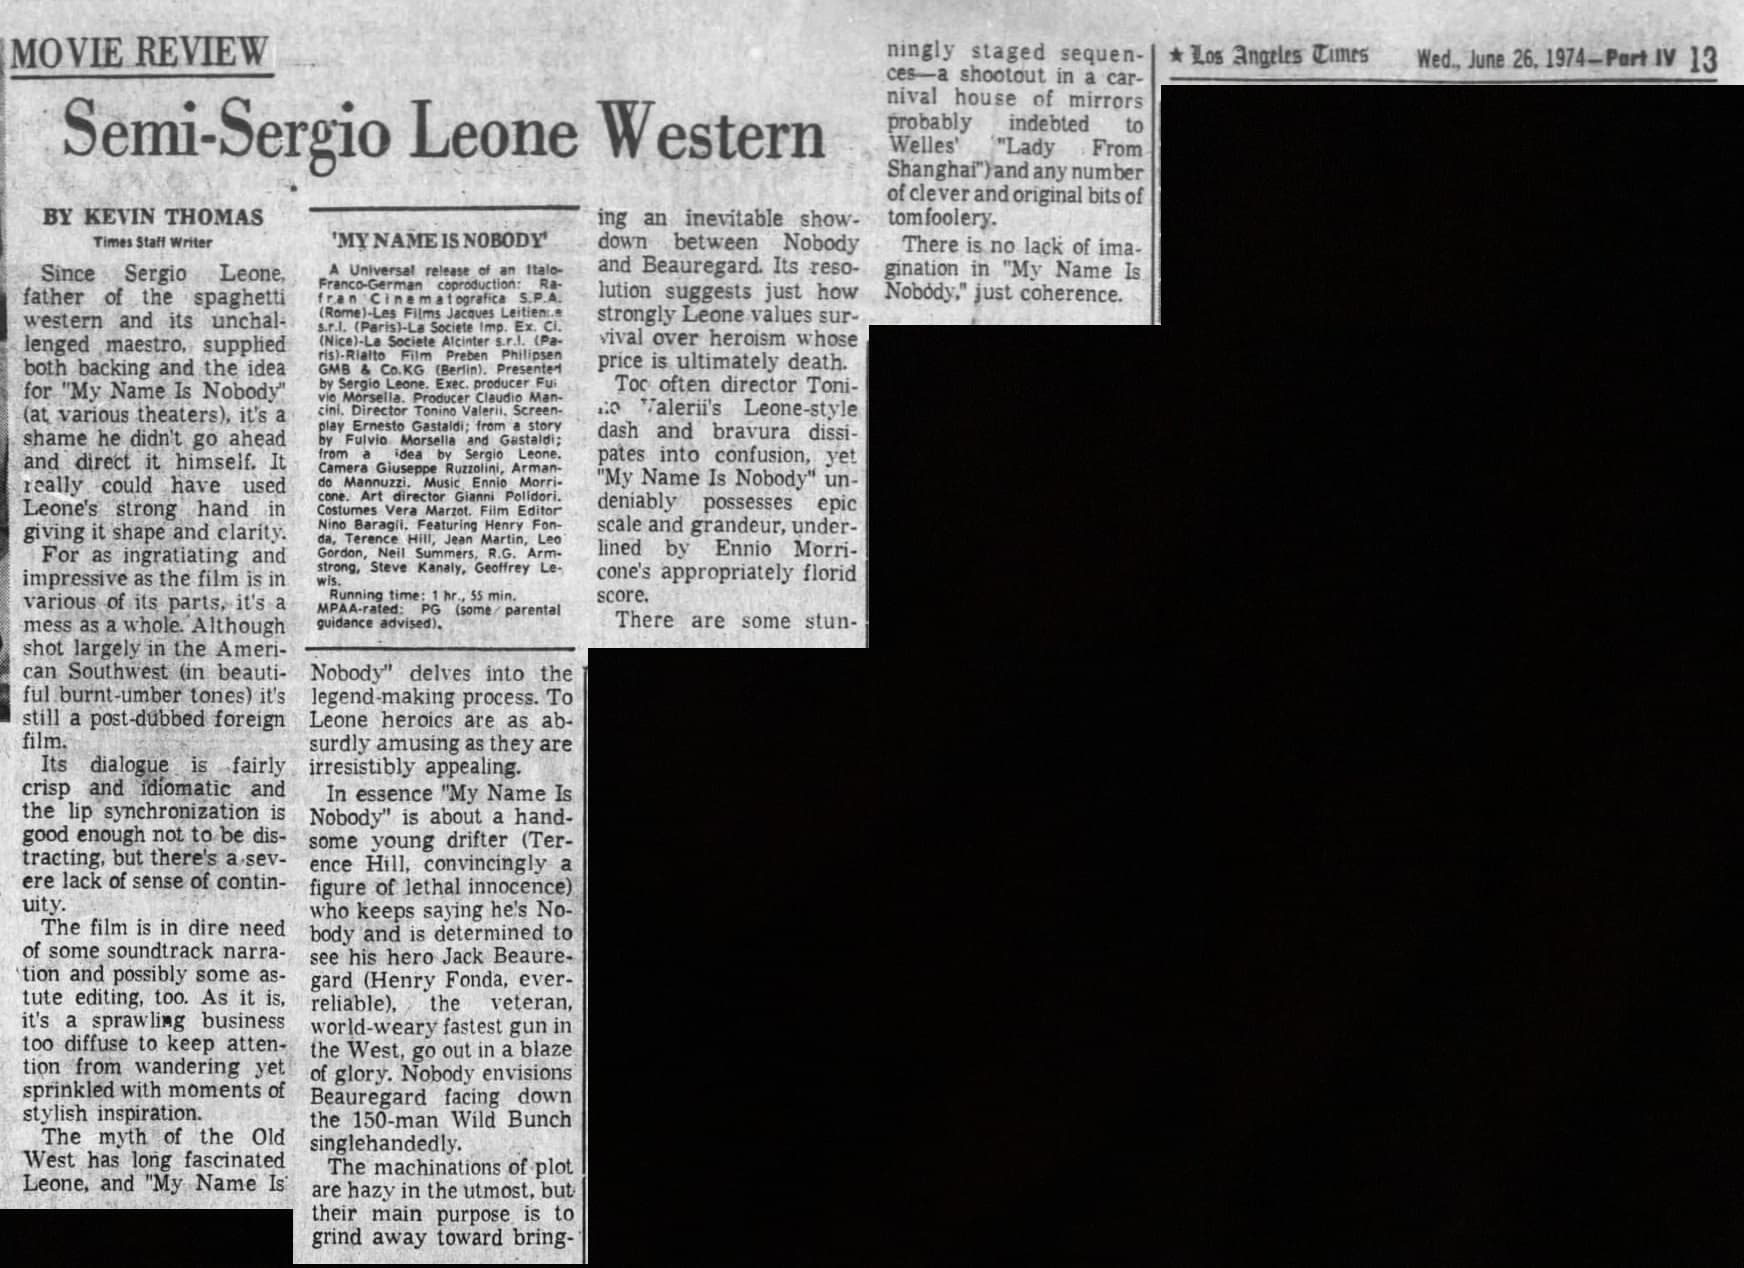 MOVIE REVIEW
Semi-Sergio Leone Western
BY KEVIN THOMAS
Times Staff Writer
Since Sergio Leone,
father of the spaghetti
western and its unchal-
lenged maestro, supplied
both backing and the idea
for "My Name Is Nobody"
(at various theaters), it's a
shame he didn't go ahead
and direct it himself. It
really could have used
Leone's strong hand in
giving it shape and clarity.
For as ingratiating and
impressive as the film is in
various of its parts, it's a
mess as a whole. Although
shot largely in the Ameri-
can Southwest (in beauti-
ful burnt-umber tones) it's
still a post-dubbed foreign
film.
Its dialogue is fairly
crisp and idiomatic and
the lip synchronization is
good enough not to be dis-
tracting, but there's a sev-
ere lack of sense of contin-
uity.
The film is in dire need
of some soundtrack narra-
tion and possibly some as-
tute editing, too. As it is,
it's a sprawling business
too diffuse to keep atten-
tion from wandering yet
sprinkled with moments of
stylish inspiration.
The myth of the Old
West has long fascinated
Leone, and "My Name Is
'MY NAME IS NOBODY'
A Universal release of an Italo-
Franco-German coproduction: Ra-
fran Cinematografica S.P.A.
(Rome)-Les Films Jacques
s.r.l. (Paris)-La Societe Imp. Ex. Ci.
(Nice)-La Societe Alcinter s.r.l. (Pa-
ris)-Rialto Film Preben Philipsen
GMB & Co.KG (Berlin). Presented
by Sergio Leone. Exec. producer Ful
vio Morsella. Producer Claudio Man-
cini. Director Tonino Valerii. Screen-
play Ernesto Gastaldi; from a story
by Fulvio Morsella and Gastaldi;
from a idea by Sergio Leone.
Camera Giuseppe Ruzzolini, Arman-
do Mannuzzi. Music Ennio Morri-
cone. Art director Gianni Polidori.
Costumes Vera Marzot. Film Editor
Nino Baragli. Featuring Henry Fon-
da, Terence Hill, Jean Martin, Leo
Gordon, Neil Summers, R.G. Arm-
strong, Steve Kanaly, Geoffrey Le-
wis.
Running time: 1 hr., 55 min.
MPAA-rated: PG (some parental
guidance advised).
Nobody" delves into the
legend-making process. To
Leone heroics are as ab-
surdly amusing as they are
irresistibly appealing.
In essence "My Name Is
Nobody" is about a hand-
some young drifter (Ter-
ence Hill, convincingly a
figure of lethal innocence)
who keeps saying he's No-
body and is determined to
see his hero Jack Beaure-
gard (Henry Fonda, ever-
reliable), the veteran,
world-weary fastest gun in
the West, go out in a blaze
of glory. Nobody envisions
Beauregard facing down
the 150-man Wild Bunch
singlehandedly.
The machinations of plot
are hazy in the utmost, but
their main purpose is to
grind away toward bring-
ing an inevitable show-
down between Nobody
and Beauregard. Its reso-
lution suggests just how
strongly Leone values sur-
vival over heroism whose
price is ultimately death.
Too often director Toni-
no Valerii's Leone-style
dash and bravura dissi-
pates into confusion, yet
"My Name Is Nobody" un-
deniably possesses epic
scale and grandeur, under-
lined by Ennio Morri-
cone's appropriately florid
score.
There are some stun-
ningly staged sequen-
ces—a shootout in a car-
nival house of mirrors
probably indebted to
Welles' "Lady From
Shanghai") and any number
of clever and original bits of
tomfoolery.
There is no lack of ima-
gination in "My Name Is
Nobody," just coherence.
★ Los Angeles Times Wed., June 26, 1974—Part IV 13